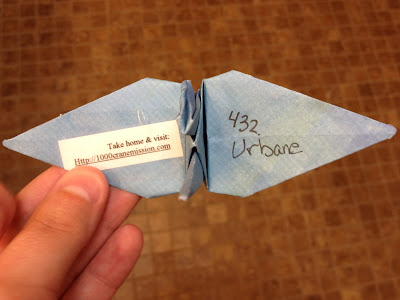 Take home & visit:
Http://1000cranemission.com
432.
Urbane